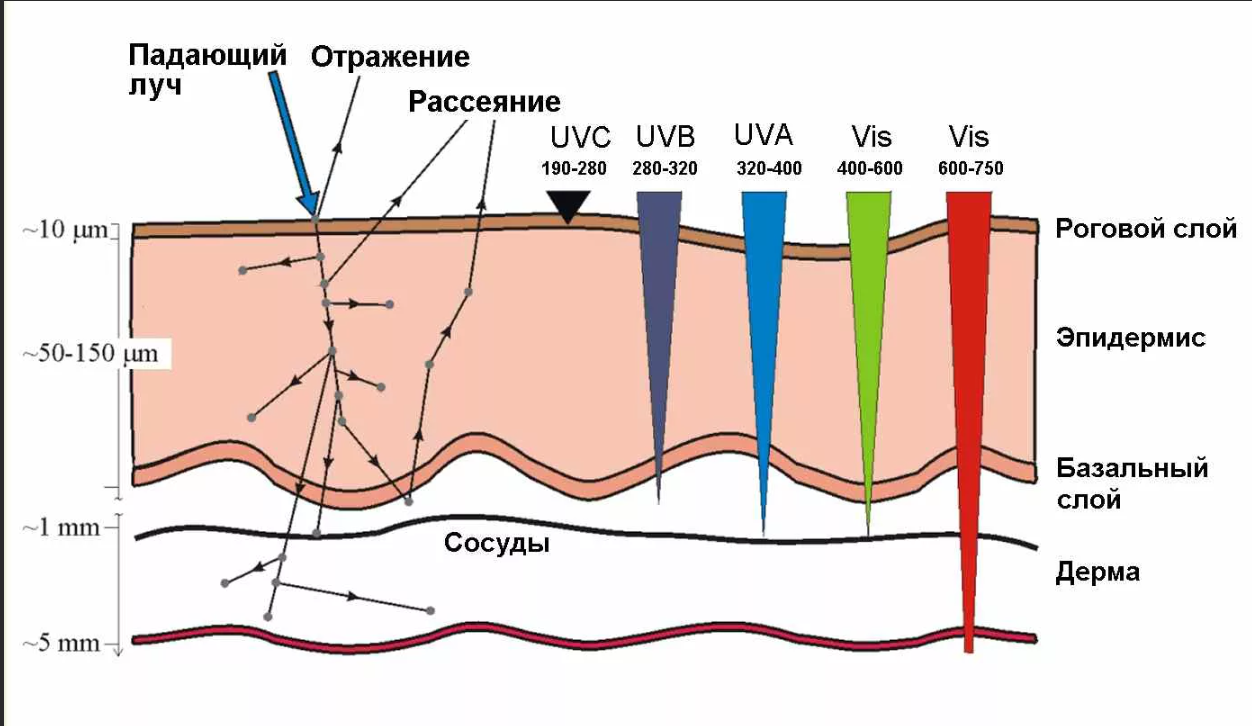 Падающий
луч
Отражение
Рассеяние
UVC
190-280
UVB
280-320
UVA
320-400
Vis
400-600
Vis
600-750
~10 μm
~50-150 μm
~1 mm
~5 mm
Роговой слой
Эпидермис
Базальный
слой
Сосуды
Дерма